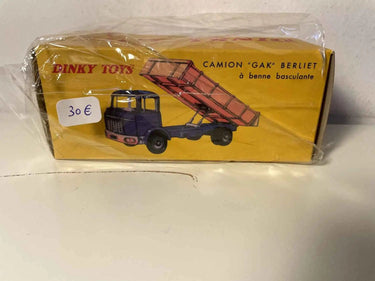 DINKY TOYS
CAMION "GAK" BERLIET
à benne basculante
30€